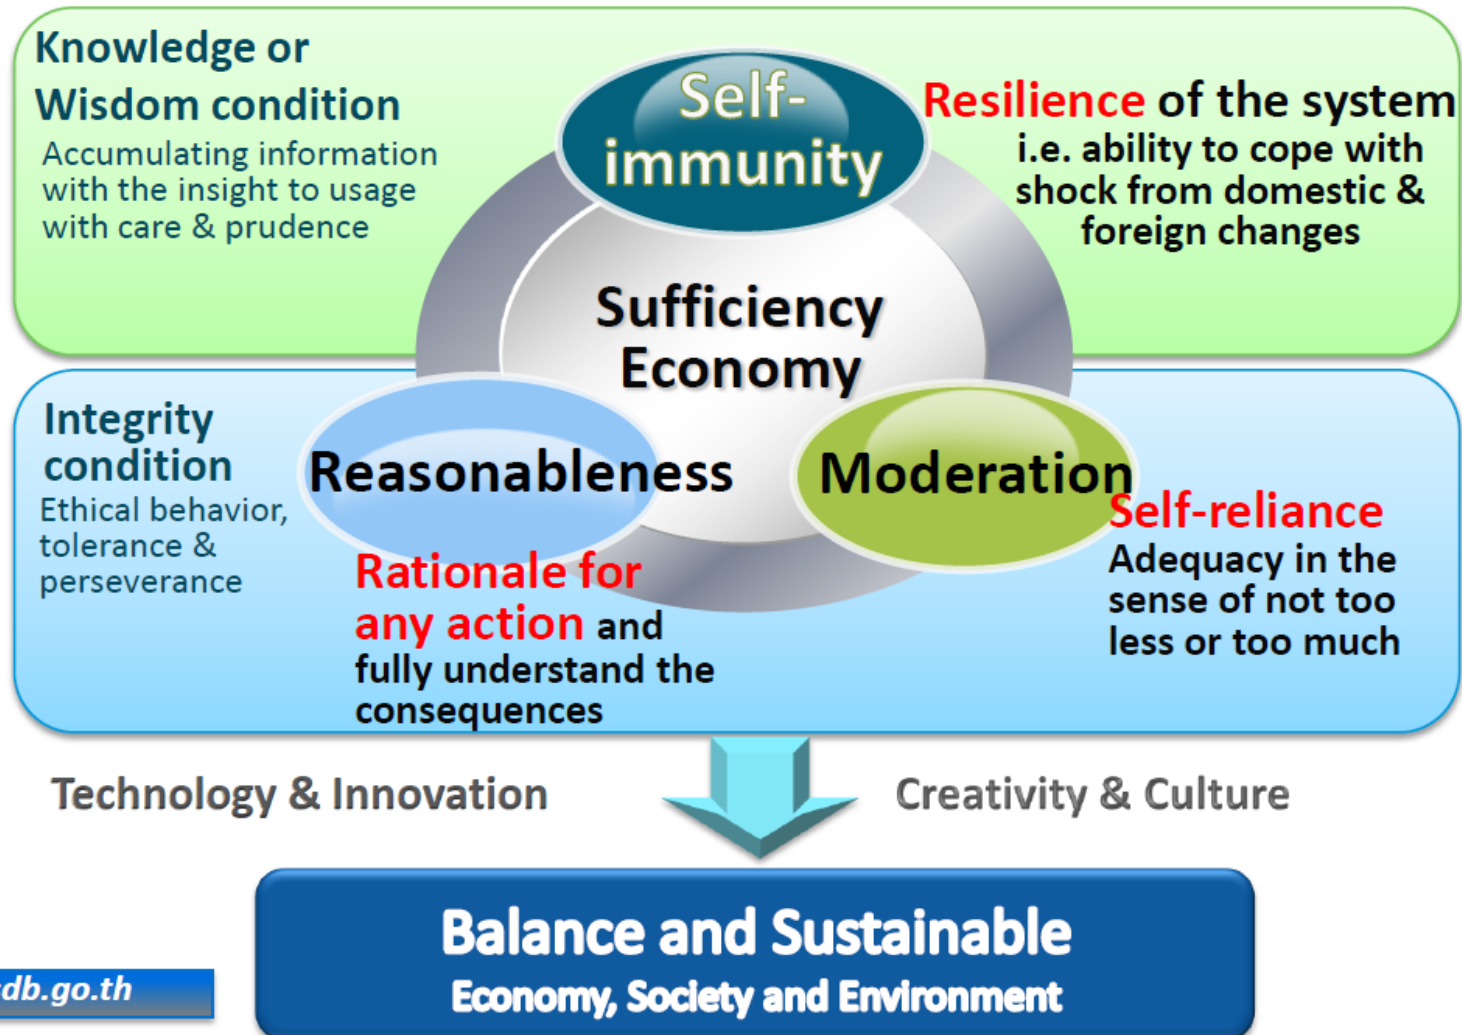 Knowledge or
Wisdom condition
Accumulating information
with the insight to usage
with care & prudence
Self-
immunity
Resilience of the system
i.e. ability to cope with
shock from domestic &
foreign changes
Sufficiency
Economy
Integrity
condition
Ethical behavior,
tolerance &
perseverance
Reasonableness
Rationale for
any action and
fully understand the
consequences
Moderation
Self-reliance
Adequacy in the
sense of not too
less or too much
Technology & Innovation
Creativity & Culture
Balance and Sustainable
Economy, Society and Environment
db.go.th